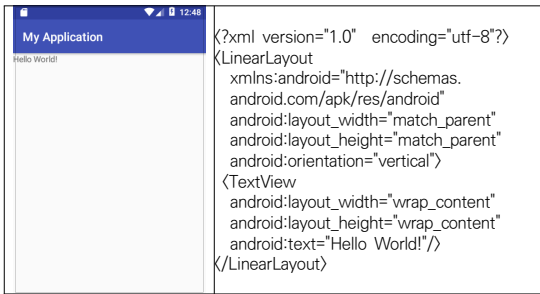 12:48
My Application
Hello World!
<?xml version="1.0" encoding="utf-8"?>
<LinearLayout
xmlns:android="http://schemas.
android.com/apk/res/android"
android:layout_width="match_parent"
android:layout_height="match_parent"
android:orientation="vertical">
<TextView
android:layout_width="wrap_content"
android:layout_height="wrap_content"
android:text="Hello World!"/>
</LinearLayout>